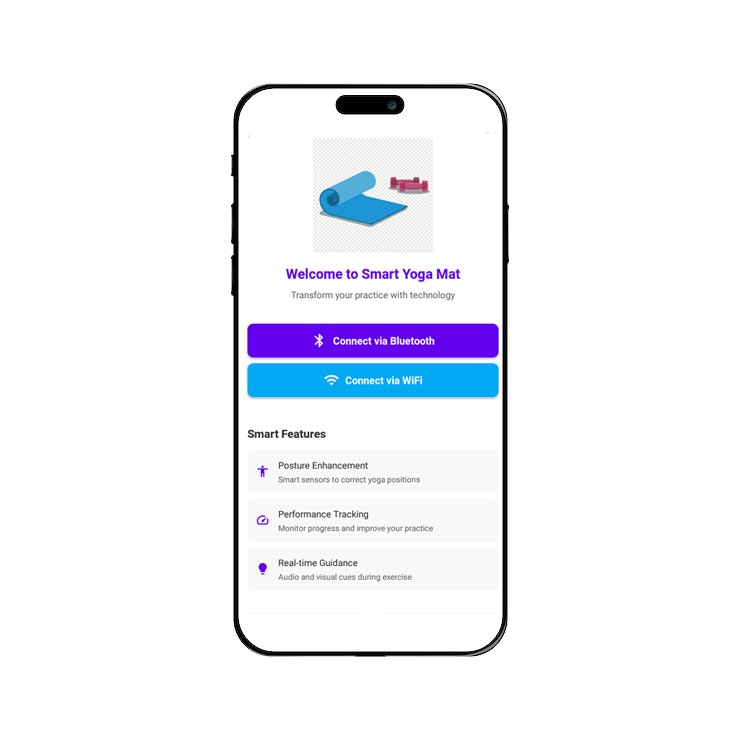 Welcome to Smart Yoga Mat
Transform your practice with technology
Connect via Bluetooth
Connect via WiFi
Smart Features
Posture Enhancement
Smart sensors to correct yoga positions
Performance Tracking
Monitor progress and improve your practice
Real-time Guidance
Audio and visual cues during exercise